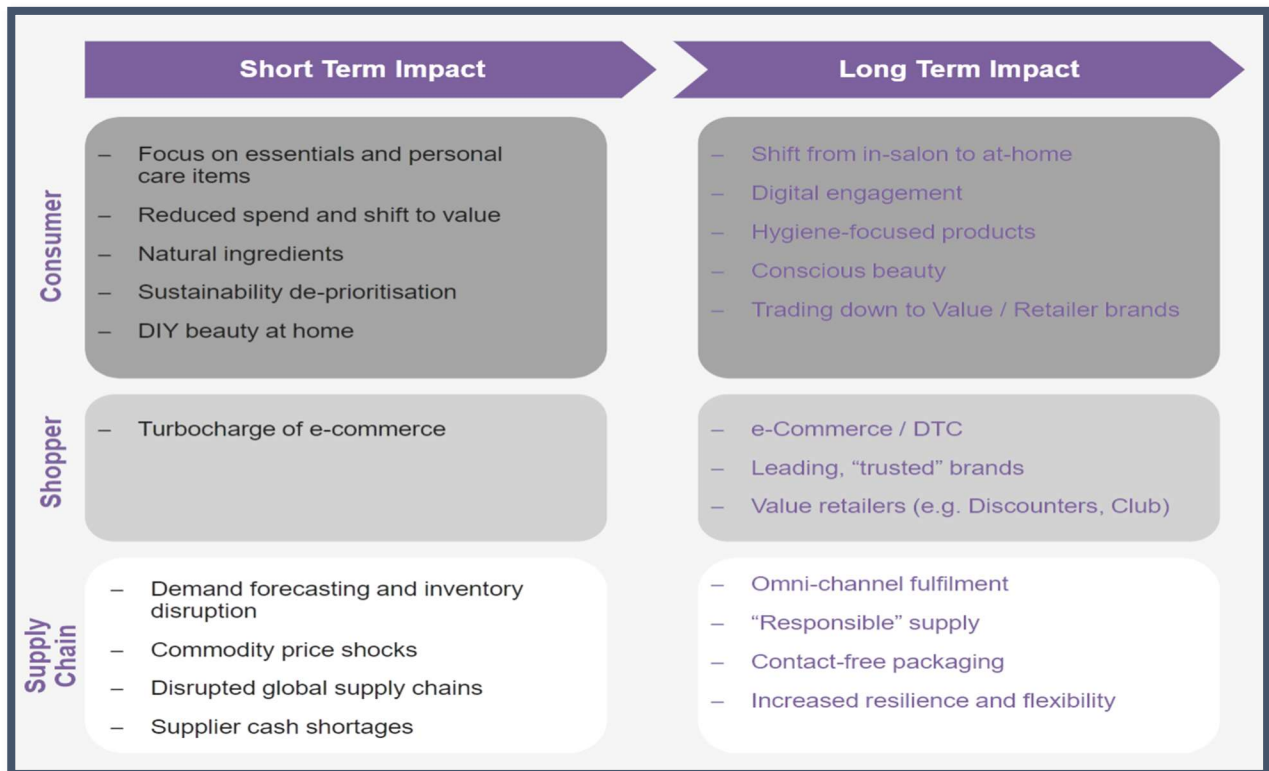 Short Term Impact
Long Term Impact
Consumer
– Focus on essentials and personal
care items
– Reduced spend and shift to value
– Natural ingredients
– Sustainability de-prioritisation
– DIY beauty at home
– Shift from in-salon to at-home
– Digital engagement
– Hygiene-focused products
– Conscious beauty
– Trading down to Value / Retailer brands
Shopper
– Turbocharge of e-commerce
– e-Commerce / DTC
– Leading, “trusted” brands
– Value retailers (e.g. Discounters, Club)
Supply
Chain
– Demand forecasting and inventory
disruption
– Commodity price shocks
– Disrupted global supply chains
– Supplier cash shortages
– Omni-channel fulfilment
– “Responsible” supply
– Contact-free packaging
– Increased resilience and flexibility